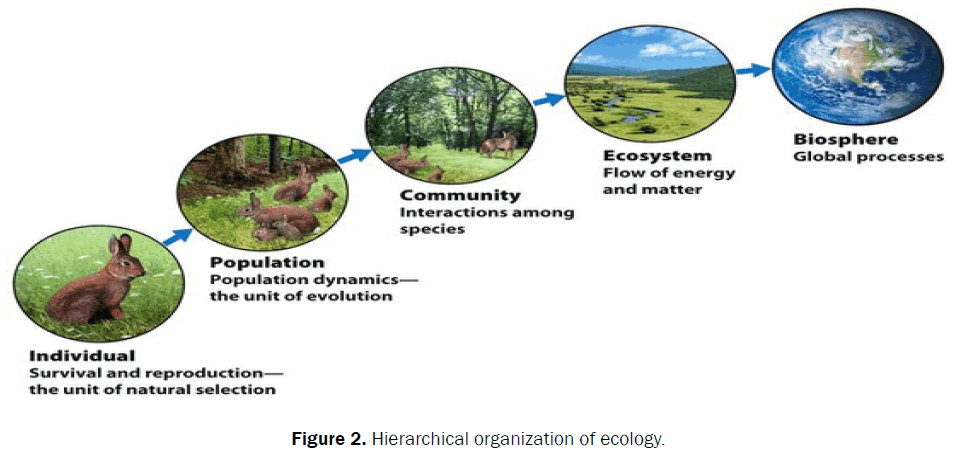 Individual
Survival and reproduction—
the unit of natural selection
Population
Population dynamics—
the unit of evolution
Community
Interactions among
species
Ecosystem
Flow of energy
and matter
Biosphere
Global processes
Figure 2. Hierarchical organization of ecology.